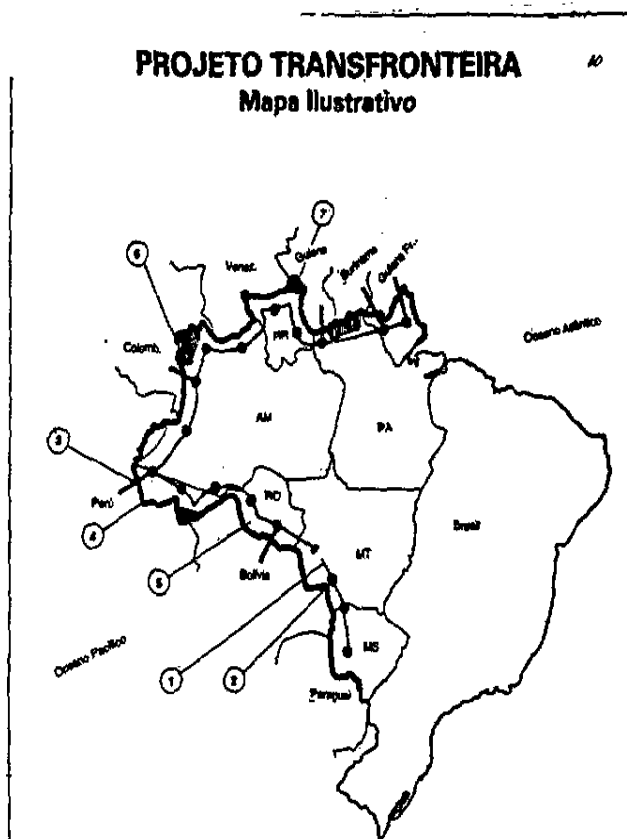 PROJETO TRANSFRONTEIRA
Mapa Ilustrativo
7
6
Venez.
Guiana
Suriname
Guiana Fr.
Oceano Atlântico
Colomb.
RR
AM
PA
3
Perú
RO
4
Brasil
5
Bolívia
MT
Oceano Pacífico
MS
1
2
Paraguai